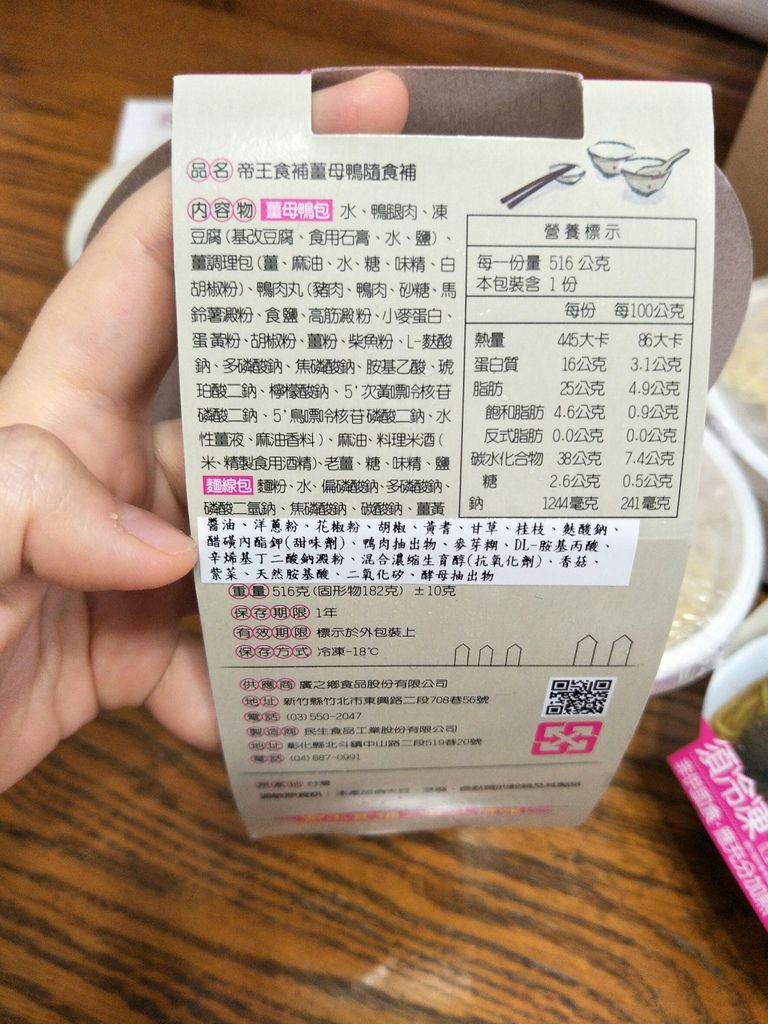 品名 帝王食補薑母鴨隨食補
內容物 薑母鴨包 水、鴨腿肉、凍
豆腐(基改豆腐、食用石膏、水、鹽)、
薑調理包(薑、麻油、水、糖、味精、白
胡椒粉)、鴨肉丸(豬肉、鴨肉、砂糖、馬
鈴薯澱粉、食鹽、高筋澱粉、小麥蛋白、
蛋黃粉、胡椒粉、薑粉、柴魚粉、L-麩酸
鈉、多磷酸鈉、焦磷酸鈉、胺基乙酸、琥
珀酸二鈉、檸檬酸鈉、5'次黃嘌呤核苷
磷酸二鈉、5'鳥嘌呤核苷磷酸二鈉、水
性薑液、麻油香料)、麻油、料理米酒(
米、精製食用酒精)、老薑、糖、味精、鹽
麵線包 麵粉、水、偏磷酸鈉、多磷酸鈉、
磷酸二氫鈉、焦磷酸鈉、碳酸鈉、薑黃
營養標示
每一份量 516 公克
本包裝含 1 份
每份 每100公克
熱量 445大卡 86大卡
蛋白質 16公克 3.1公克
脂肪 25公克 4.9公克
飽和脂肪 4.6公克 0.9公克
反式脂肪 0.0公克 0.0公克
碳水化合物 38公克 7.4公克
糖 2.6公克 0.5公克
鈉 1244毫克 241毫克
醬油、洋蔥粉、花椒粉、胡椒、黃耆、甘草、桂枝、麩酸鈉、
醋磺內酯鉀(甜味劑)、鴨肉抽出物、麥芽糊、DL-胺基丙酸、
辛烯基丁二酸鈉澱粉、混合濃縮生育醇(抗氧化劑)、香菇、
紫菜、天然胺基酸、二氧化矽、酵母抽出物
重量 516克(固形物182克) ±10克
保存期限 1年
有效期限 標示於外包裝上
保存方式 冷凍-18℃
供應商 廣之鄉食品股份有限公司
地址 新竹縣竹北市東興路二段708巷56號
電話 (03)550-2047
製造商 民生食品工業股份有限公司
地址 彰化縣北斗鎮中山路二段519巷20號
電話 (04)887-0991
原產地 台灣
須冷凍